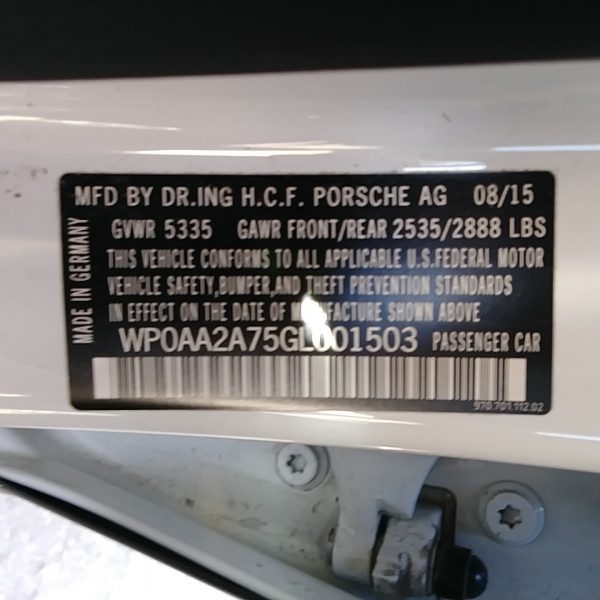 MFD BY DR.ING H.C.F. PORSCHE AG 08/15
GVWR 5335 GAWR FRONT/REAR 2535/2888 LBS
THIS VEHICLE CONFORMS TO ALL APPLICABLE U.S.FEDERAL MOTOR
VEHICLE SAFETY,BUMPER,AND THEFT PREVENTION STANDARDS
IN EFFECT ON THE DATE OF MANUFACTURE SHOWN ABOVE
WP0AA2A75GL001503 PASSENGER CAR
970.701.112.02
MADE IN GERMANY